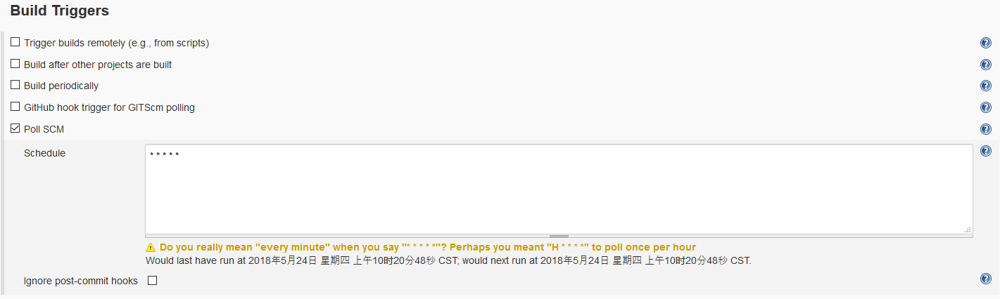 Build Triggers
Trigger builds remotely (e.g., from scripts)
Build after other projects are built
Build periodically
GitHub hook trigger for GITScm polling
Poll SCM
Schedule
* * * * *
Do you really mean "every minute" when you say "* * * * *"? Perhaps you meant "H * * * *" to poll once per hour
Would last have run at 2018年5月24日 星期四 上午10时20分48秒 CST; would next run at 2018年5月24日 星期四 上午10时20分48秒 CST.
Ignore post-commit hooks